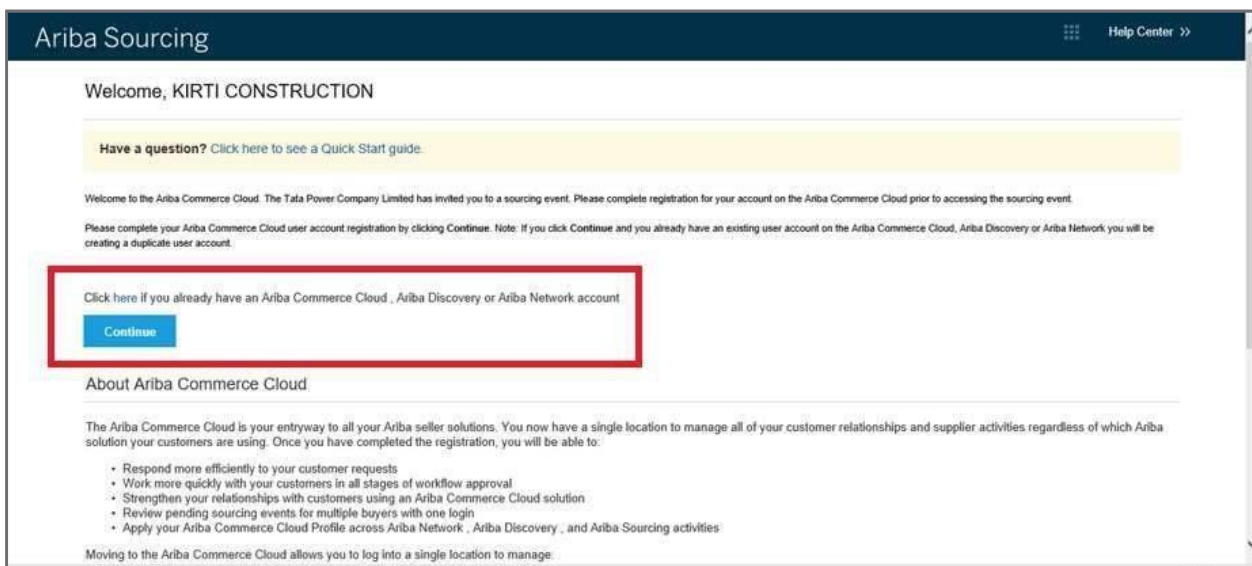 Ariba Sourcing
Help Center »
Welcome, KIRTI CONSTRUCTION
Have a question? Click here to see a Quick Start guide.
Welcome to the Ariba Commerce Cloud. The Tata Power Company Limited has invited you to a sourcing event. Please complete registration for your account on the Ariba Commerce Cloud prior to accessing the sourcing event.
Please complete your Ariba Commerce Cloud user account registration by clicking Continue. Note: If you click Continue and you already have an existing user account on the Ariba Commerce Cloud, Ariba Discovery or Ariba Network you will be
creating a duplicate user account.
Click here if you already have an Ariba Commerce Cloud , Ariba Discovery or Ariba Network account
Continue
About Ariba Commerce Cloud
The Ariba Commerce Cloud is your entryway to all your Ariba seller solutions. You now have a single location to manage all of your customer relationships and supplier activities regardless of which Ariba
solution your customers are using. Once you have completed the registration, you will be able to:
• Respond more efficiently to your customer requests
• Work more quickly with your customers in all stages of workflow approval
• Strengthen your relationships with customers using an Ariba Commerce Cloud solution
• Review pending sourcing events for multiple buyers with one login
• Apply your Ariba Commerce Cloud Profile across Ariba Network , Ariba Discovery , and Ariba Sourcing activities
Moving to the Ariba Commerce Cloud allows you to log into a single location to manage: